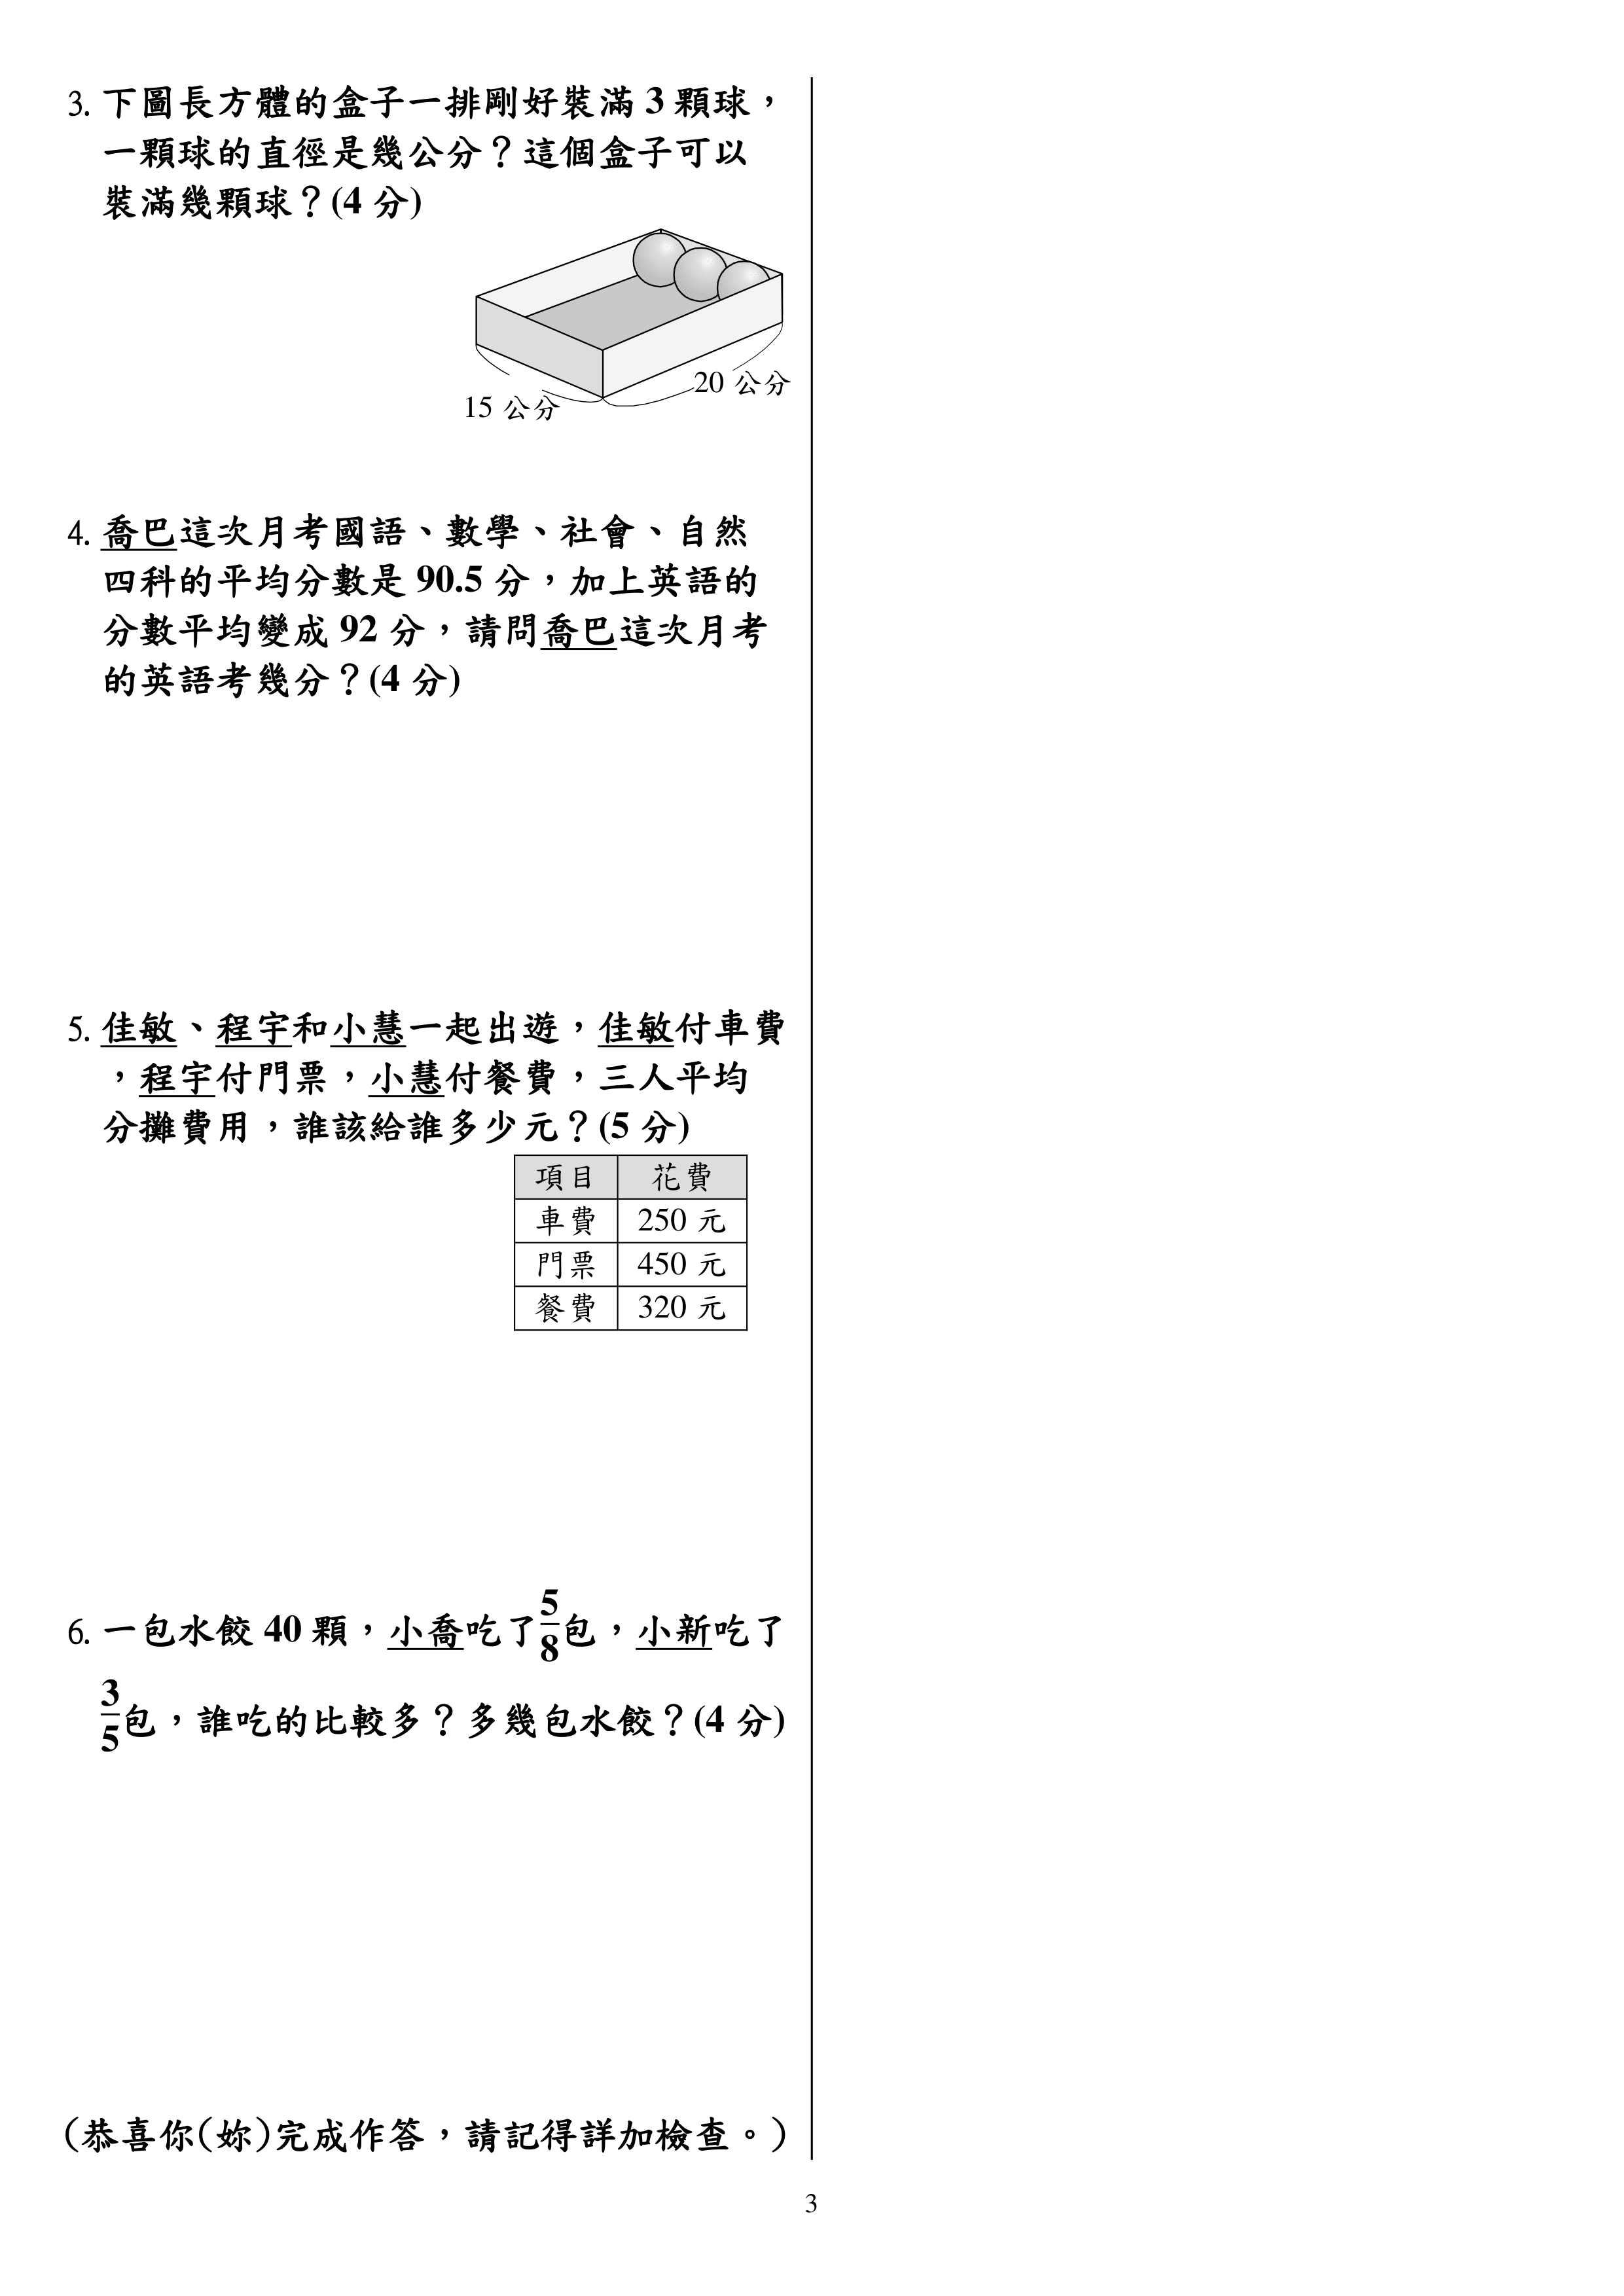 3. 下圖長方體的盒子一排剛好裝滿 3 顆球，
一顆球的直徑是幾公分？這個盒子可以
裝滿幾顆球？(4 分)
20 公分
15 公分
4. 喬巴這次月考國語、數學、社會、自然
四科的平均分數是 90.5 分，加上英語的
分數平均變成 92 分，請問喬巴這次月考
的英語考幾分？(4 分)
5. 佳敏、程宇和小慧一起出遊，佳敏付車費
，程宇付門票，小慧付餐費，三人平均
分攤費用，誰該給誰多少元？(5 分)
項目 花費
車費 250 元
門票 450 元
餐費 320 元
6. 一包水餃 40 顆，小喬吃了5/8包，小新吃了
3/5包，誰吃的比較多？多幾包水餃？(4 分)
(恭喜你(妳)完成作答，請記得詳加檢查。)
3